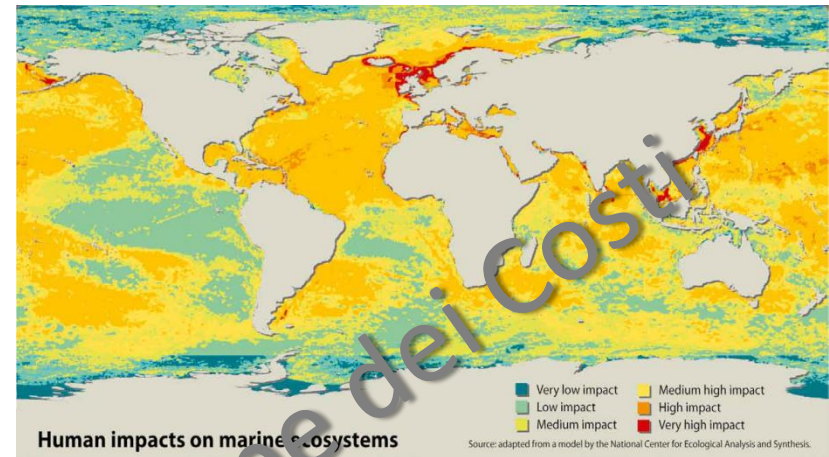 Very low impact
Low impact
Medium impact
Medium high impact
High impact
Very high impact
Human impacts on marine ecosystems
Source: adapted from a model by the National Center for Ecological Analysis and Synthesis.
dei Costi